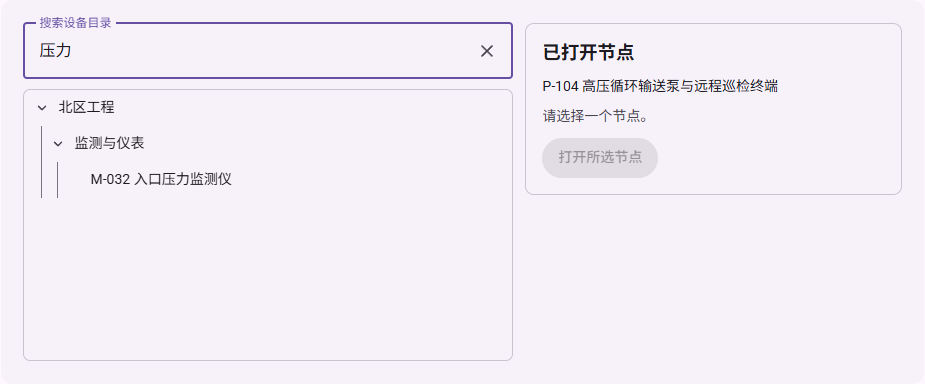 搜索设备目录
压力
北区工程
监测与仪表
M-032 入口压力监测仪
已打开节点
P-104 高压循环输送泵与远程巡检终端
请选择一个节点。
打开所选节点